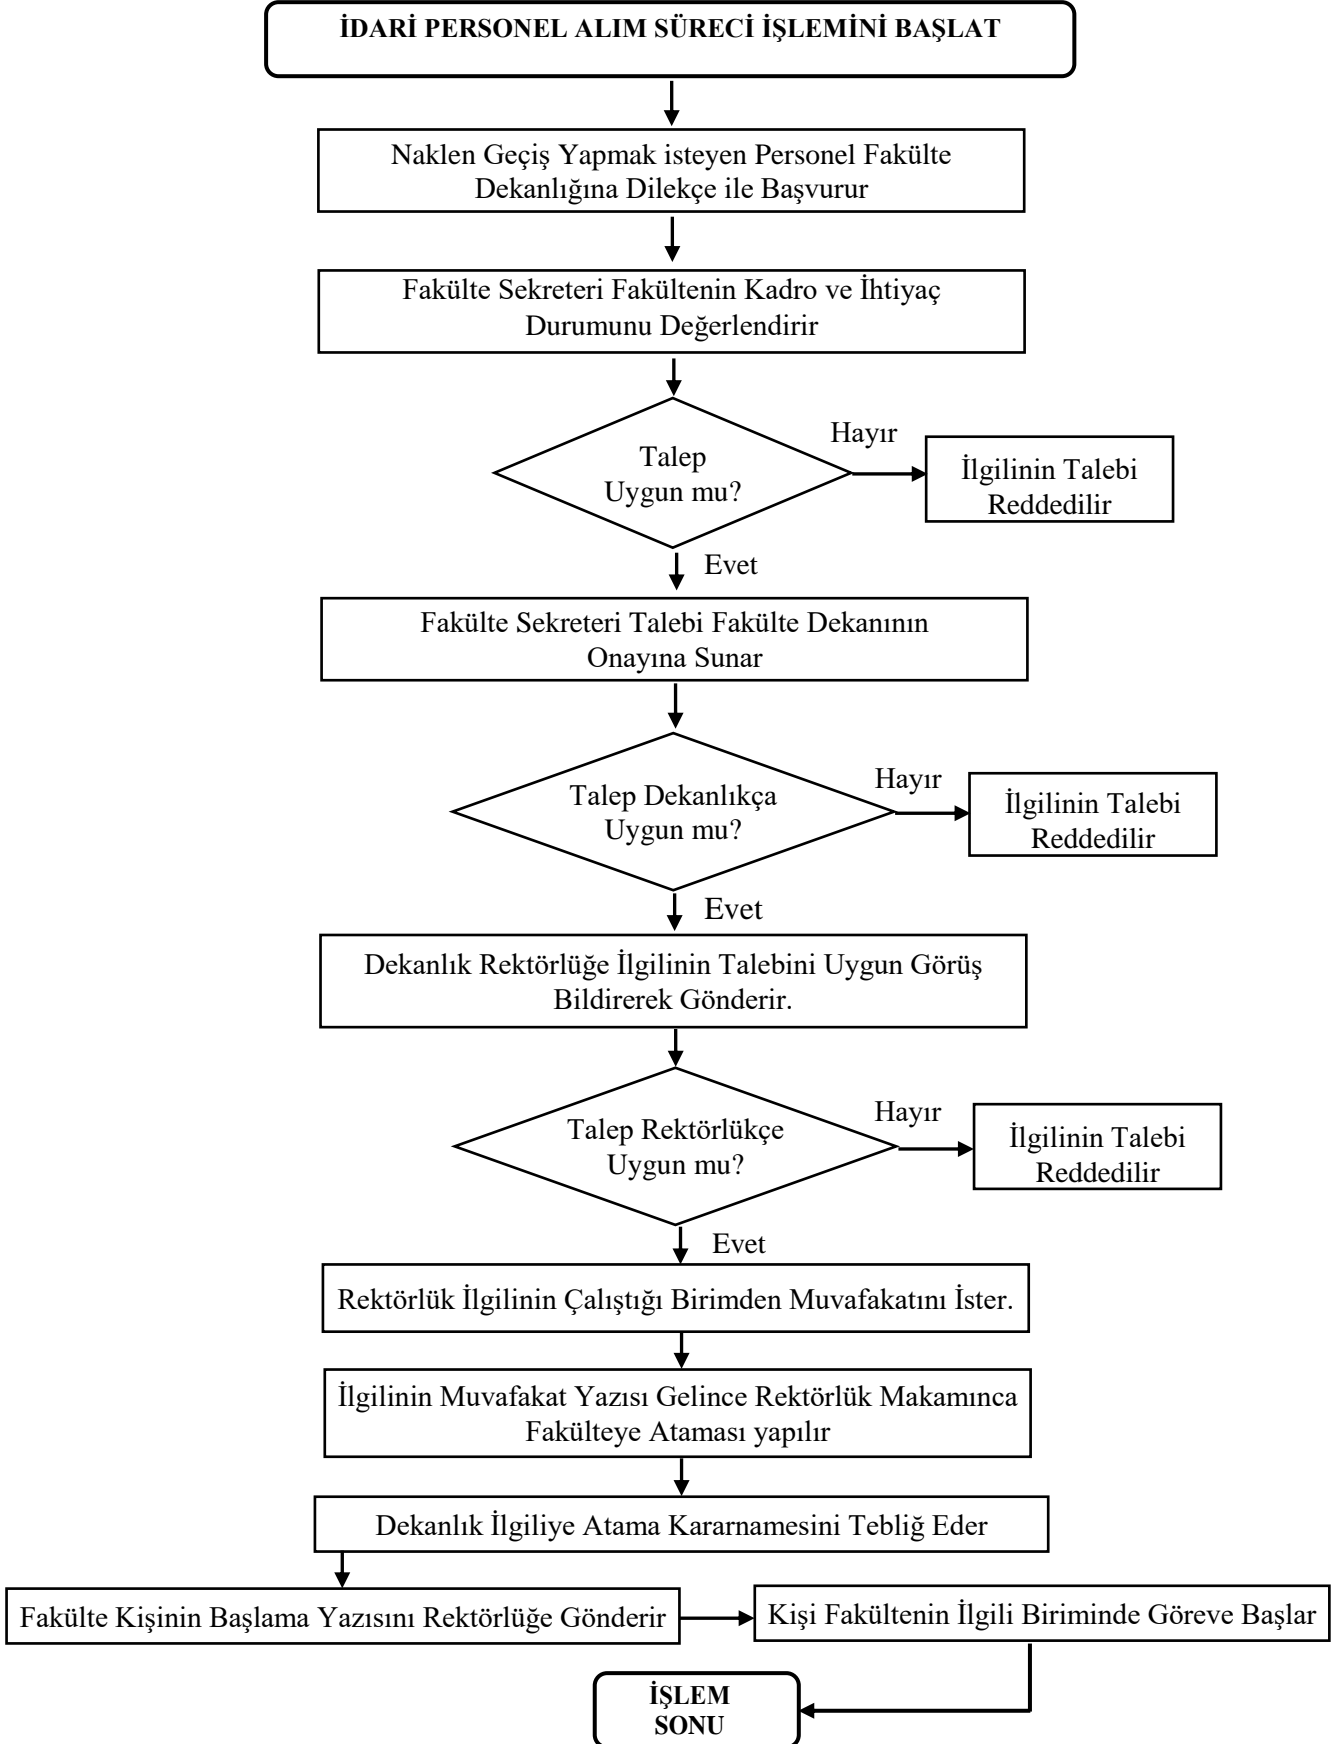 İDARİ PERSONEL ALIM SÜRECİ İŞLEMİNİ BAŞLAT
Naklen Geçiş Yapmak isteyen Personel Fakülte
Dekanlığına Dilekçe ile Başvurur
Fakülte Sekreteri Fakültenin Kadro ve İhtiyaç
Durumunu Değerlendirir
Talep
Uygun mu?
Hayır
İlgilinin Talebi
Reddedilir
Evet
Fakülte Sekreteri Talebi Fakülte Dekanının
Onayına Sunar
Talep Dekanlıkça
Uygun mu?
Hayır
İlgilinin Talebi
Reddedilir
Evet
Dekanlık Rektörlüğe İlgilinin Talebini Uygun Görüş
Bildirerek Gönderir.
Talep Rektörlükçe
Uygun mu?
Hayır
İlgilinin Talebi
Reddedilir
Evet
Rektörlük İlgilinin Çalıştığı Birimden Muvafakatını İster.
İlgilinin Muvafakat Yazısı Gelince Rektörlük Makamınca
Fakülteye Ataması yapılır
Dekanlık İlgiliye Atama Kararnamesini Tebliğ Eder
Fakülte Kişinin Başlama Yazısını Rektörlüğe Gönderir
Kişi Fakültenin İlgili Biriminde Göreve Başlar
İŞLEM
SONU